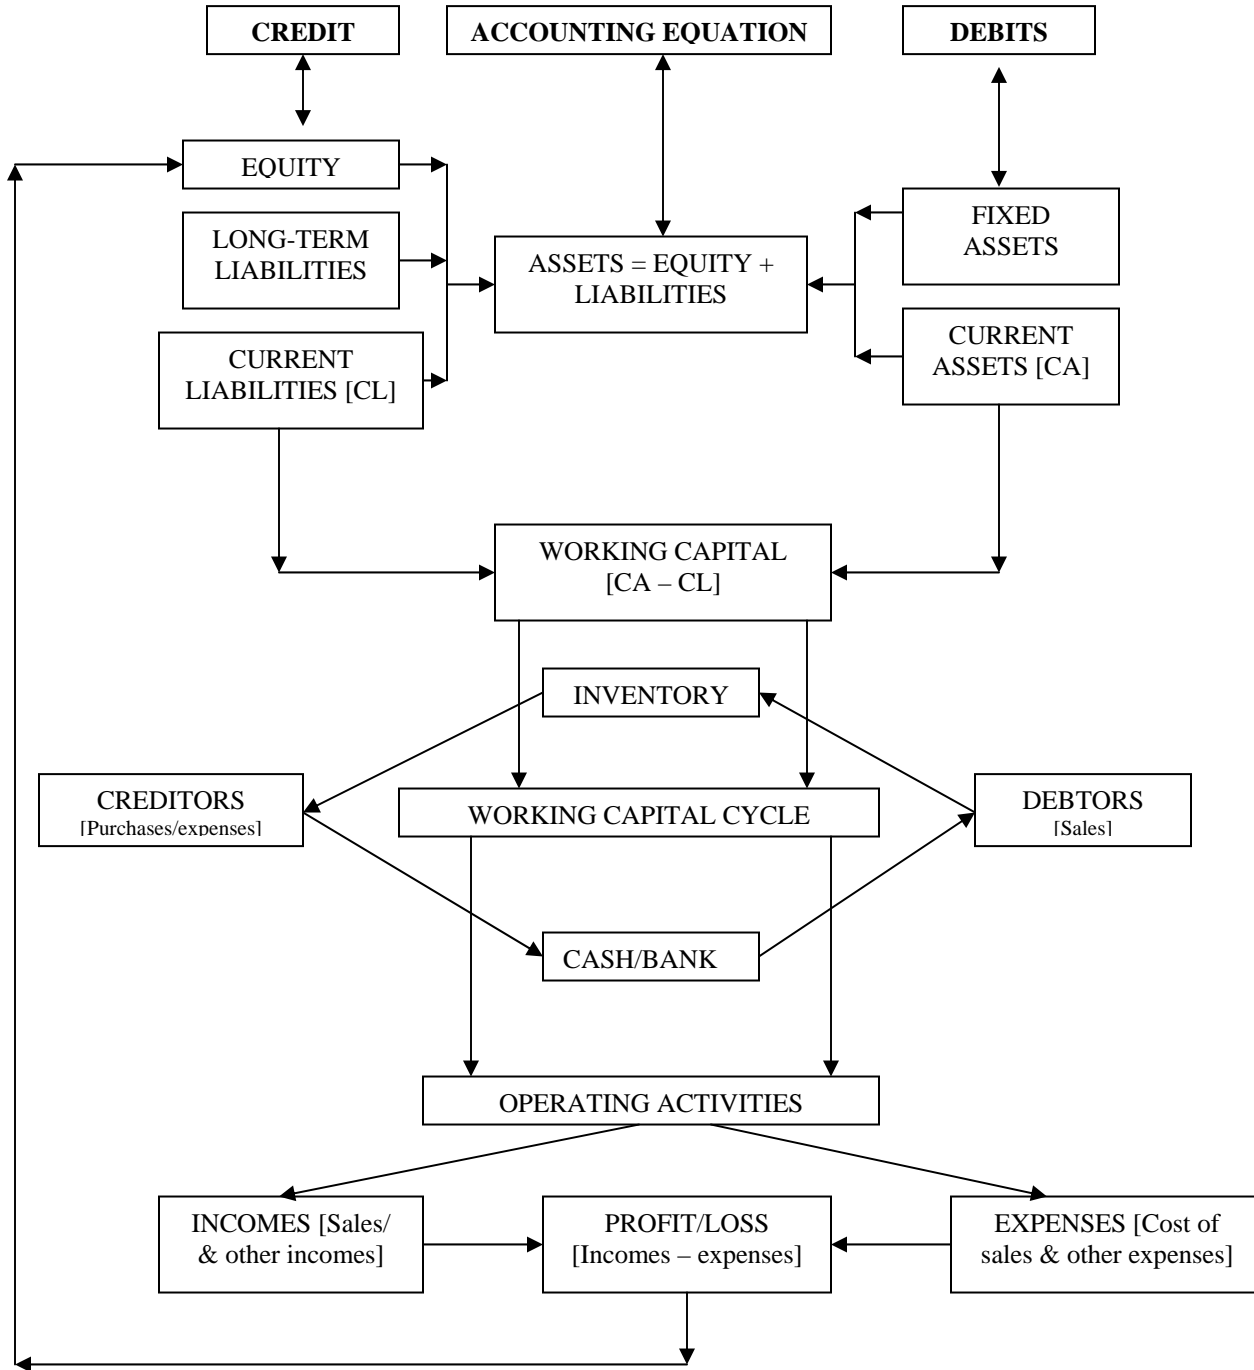 CREDIT
ACCOUNTING EQUATION
DEBITS
EQUITY
LONG-TERM
LIABILITIES
CURRENT
LIABILITIES [CL]
ASSETS = EQUITY +
LIABILITIES
FIXED
ASSETS
CURRENT
ASSETS [CA]
WORKING CAPITAL
[CA – CL]
INVENTORY
CREDITORS
[Purchases/expenses]
WORKING CAPITAL CYCLE
DEBTORS
[Sales]
CASH/BANK
OPERATING ACTIVITIES
INCOMES [Sales/
& other incomes]
PROFIT/LOSS
[Incomes – expenses]
EXPENSES [Cost of
sales & other expenses]